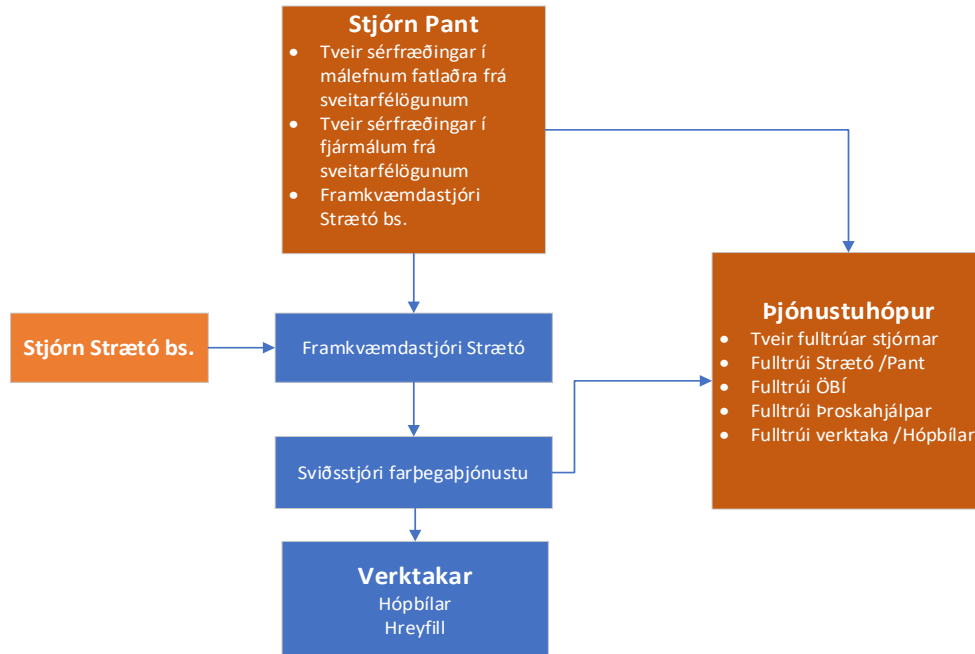 Stjórn Pant
• Tveir sérfræðingar í
málefnum fatlaðra frá
sveitarfélögunum
• Tveir sérfræðingar í
fjármálum frá
sveitarfélögunum
• Framkvæmdastjóri
Strætó bs.
Stjórn Strætó bs.
Framkvæmdastjóri Strætó
Sviðsstjóri farþegaþjónustu
Verktakar
Hópbílar
Hreyfill
Þjónustuhópur
• Tveir fulltrúar stjórnar
• Fulltrúi Strætó /Pant
• Fulltrúi ÖBÍ
• Fulltrúi Þroskahjálpar
• Fulltrúi verktaka /Hópbílar